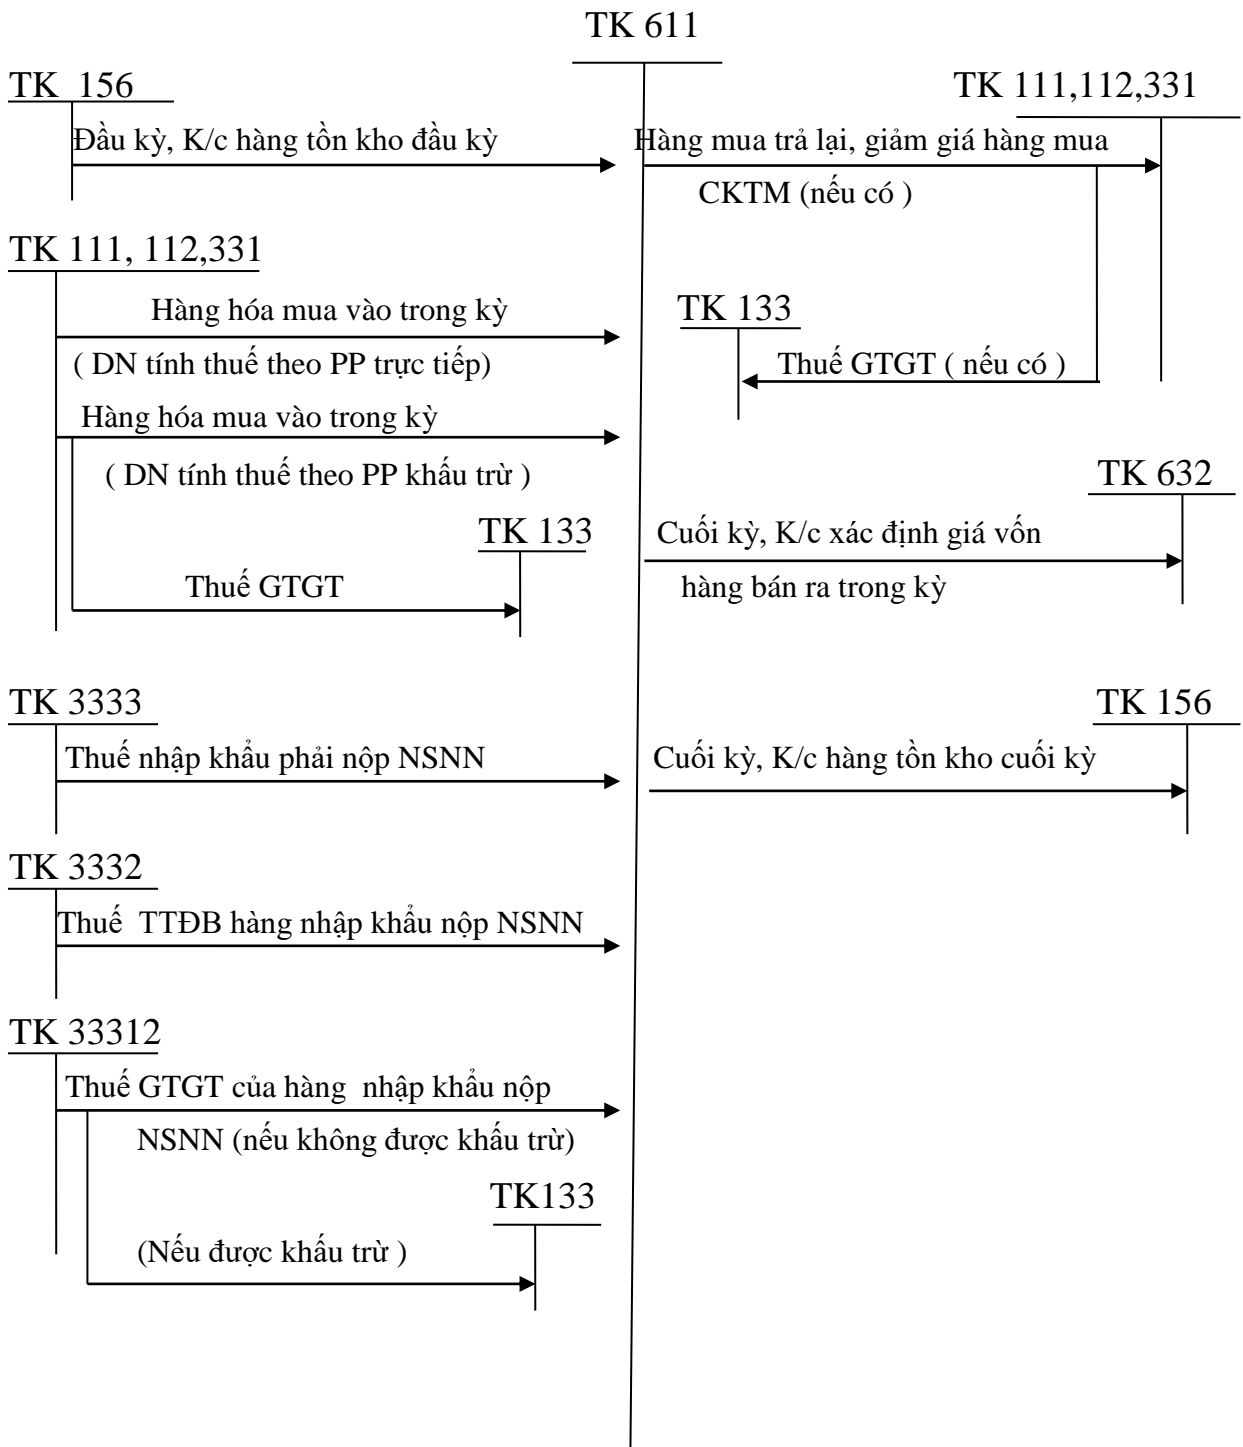 TK 611
TK 156
TK 111,112,331
Đầu kỳ, K/c hàng tồn kho đầu kỳ
Hàng mua trả lại, giảm giá hàng mua
CKTM (nếu có )
TK 111, 112,331
Hàng hóa mua vào trong kỳ
( DN tính thuế theo PP trực tiếp)
TK 133
Thuế GTGT ( nếu có )
Hàng hóa mua vào trong kỳ
( DN tính thuế theo PP khấu trừ )
TK 632
TK 133
Cuối kỳ, K/c xác định giá vốn
hàng bán ra trong kỳ
Thuế GTGT
TK 3333
TK 156
Thuế nhập khẩu phải nộp NSNN
Cuối kỳ, K/c hàng tồn kho cuối kỳ
TK 3332
Thuế TTĐB hàng nhập khẩu nộp NSNN
TK 33312
Thuế GTGT của hàng nhập khẩu nộp
NSNN (nếu không được khấu trừ)
TK133
(Nếu được khấu trừ )